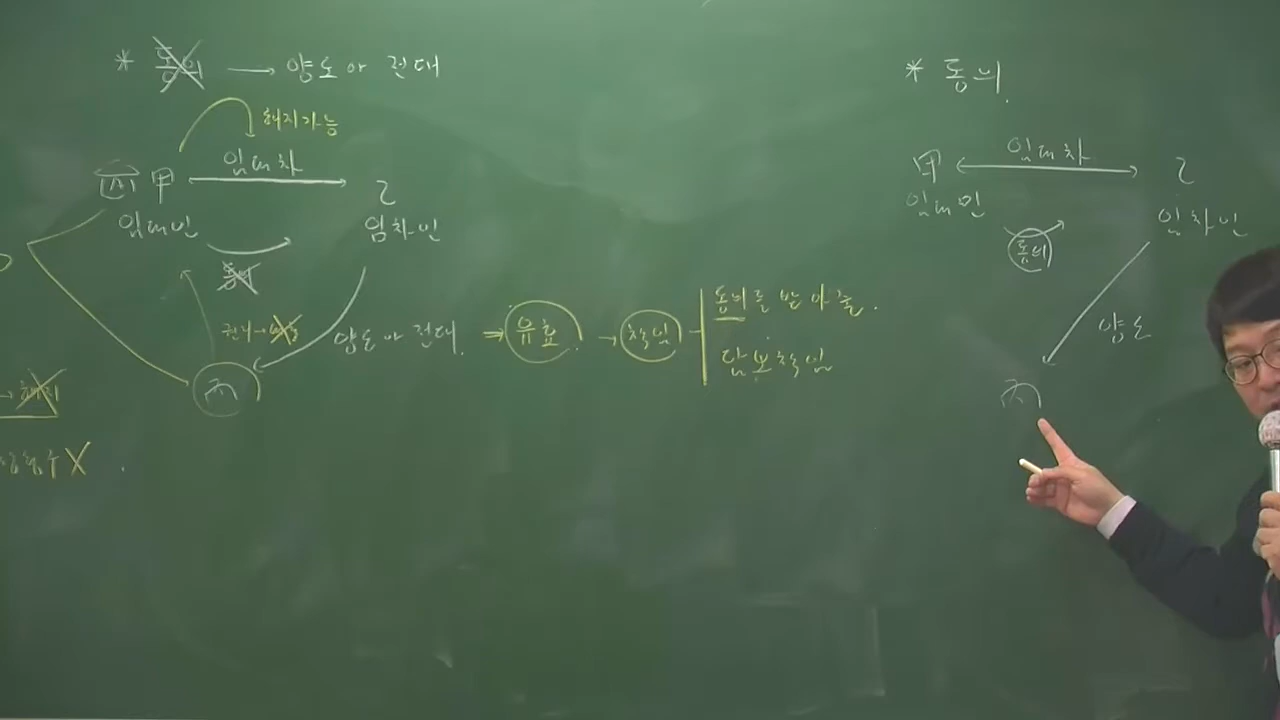 * 동의 → 양도 or 전대
해지가능
임대차
甲 乙
임대인 임차인
동의
권리→
양도 or 전대. ⇒ 유효. → 책임
동의를 받아줄.
담보책임
丙
→ 해지
X
* 동의.
임대차
甲 乙
임대인 임차인
동의
양도
丙